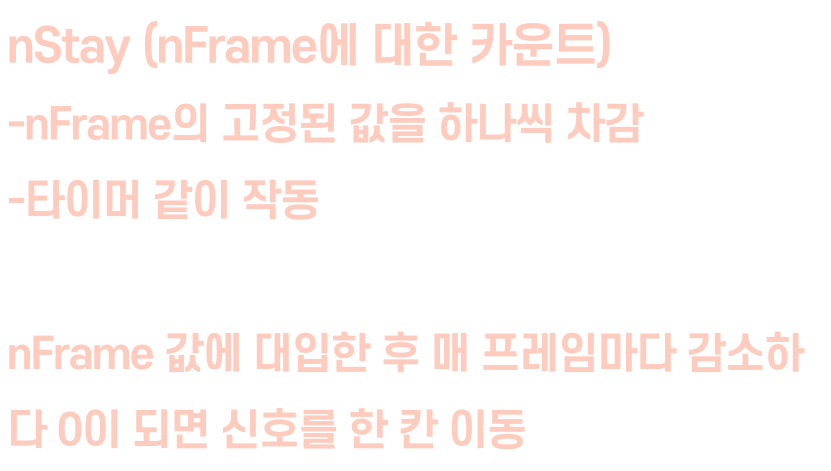 nStay (nFrame에 대한 카운트)
-nFrame의 고정된 값을 하나씩 차감
-타이머 같이 작동
nFrame 값에 대입한 후 매 프레임마다 감소하
다 0이 되면 신호를 한 칸 이동